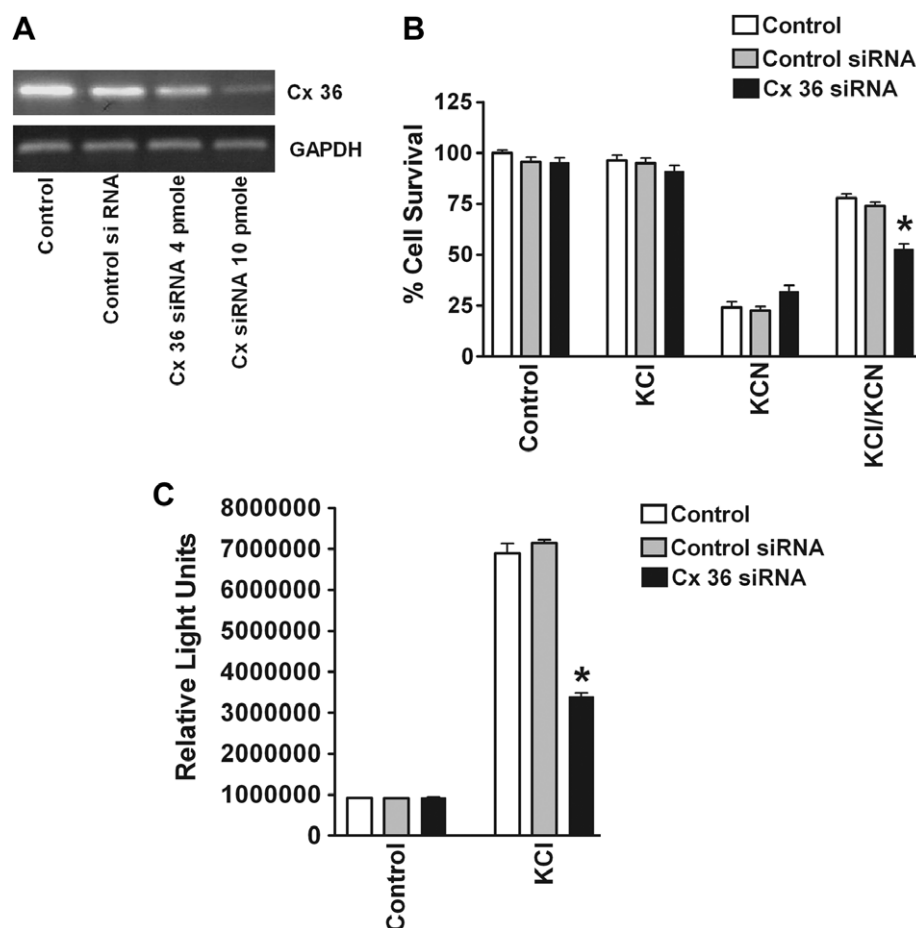 A
Cx 36
GAPDH
Control
Control si RNA
Cx 36 siRNA 4 pmole
Cx siRNA 10 pmole
B
Control
Control siRNA
Cx 36 siRNA
% Cell Survival
125
100
75
50
25
0
Control
KCl
KCN
KCl/KCN
*
C
Control
Control siRNA
Cx 36 siRNA
Relative Light Units
8000000
7000000
6000000
5000000
4000000
3000000
2000000
1000000
0
*
Control
KCl